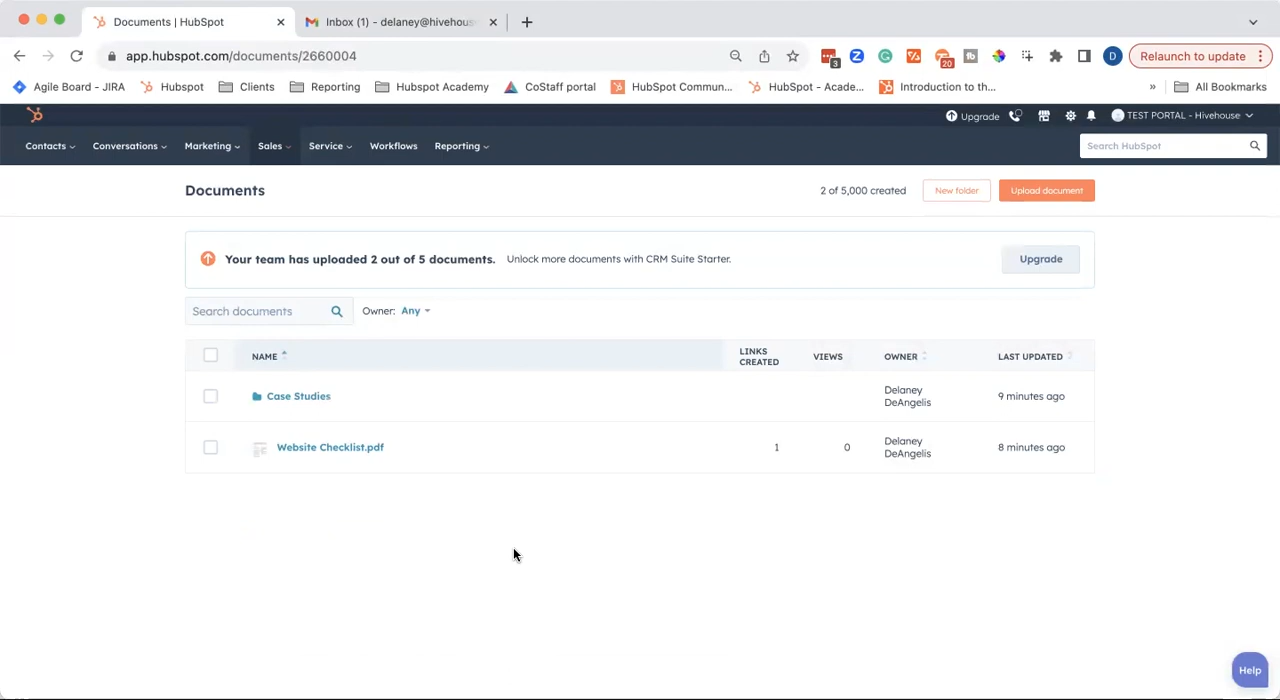 Documents | HubSpot
Inbox (1) - delaney@hivehous
app.hubspot.com/documents/2660004
3
20
D
Relaunch to update
Agile Board - JIRA
Hubspot
Clients
Reporting
Hubspot Academy
CoStaff portal
HubSpot Commun...
HubSpot - Acade...
Introduction to th...
»
All Bookmarks
Upgrade
TEST PORTAL - Hivehouse
Contacts
Conversations
Marketing
Sales
Service
Workflows
Reporting
Search HubSpot
Documents
2 of 5,000 created
New folder
Upload document
Your team has uploaded 2 out of 5 documents.
Unlock more documents with CRM Suite Starter.
Upgrade
Search documents
Owner: Any
NAME
LINKS
CREATED
VIEWS
OWNER
LAST UPDATED
Case Studies
Delaney
DeAngelis
9 minutes ago
Website Checklist.pdf
1
0
Delaney
DeAngelis
8 minutes ago
Help